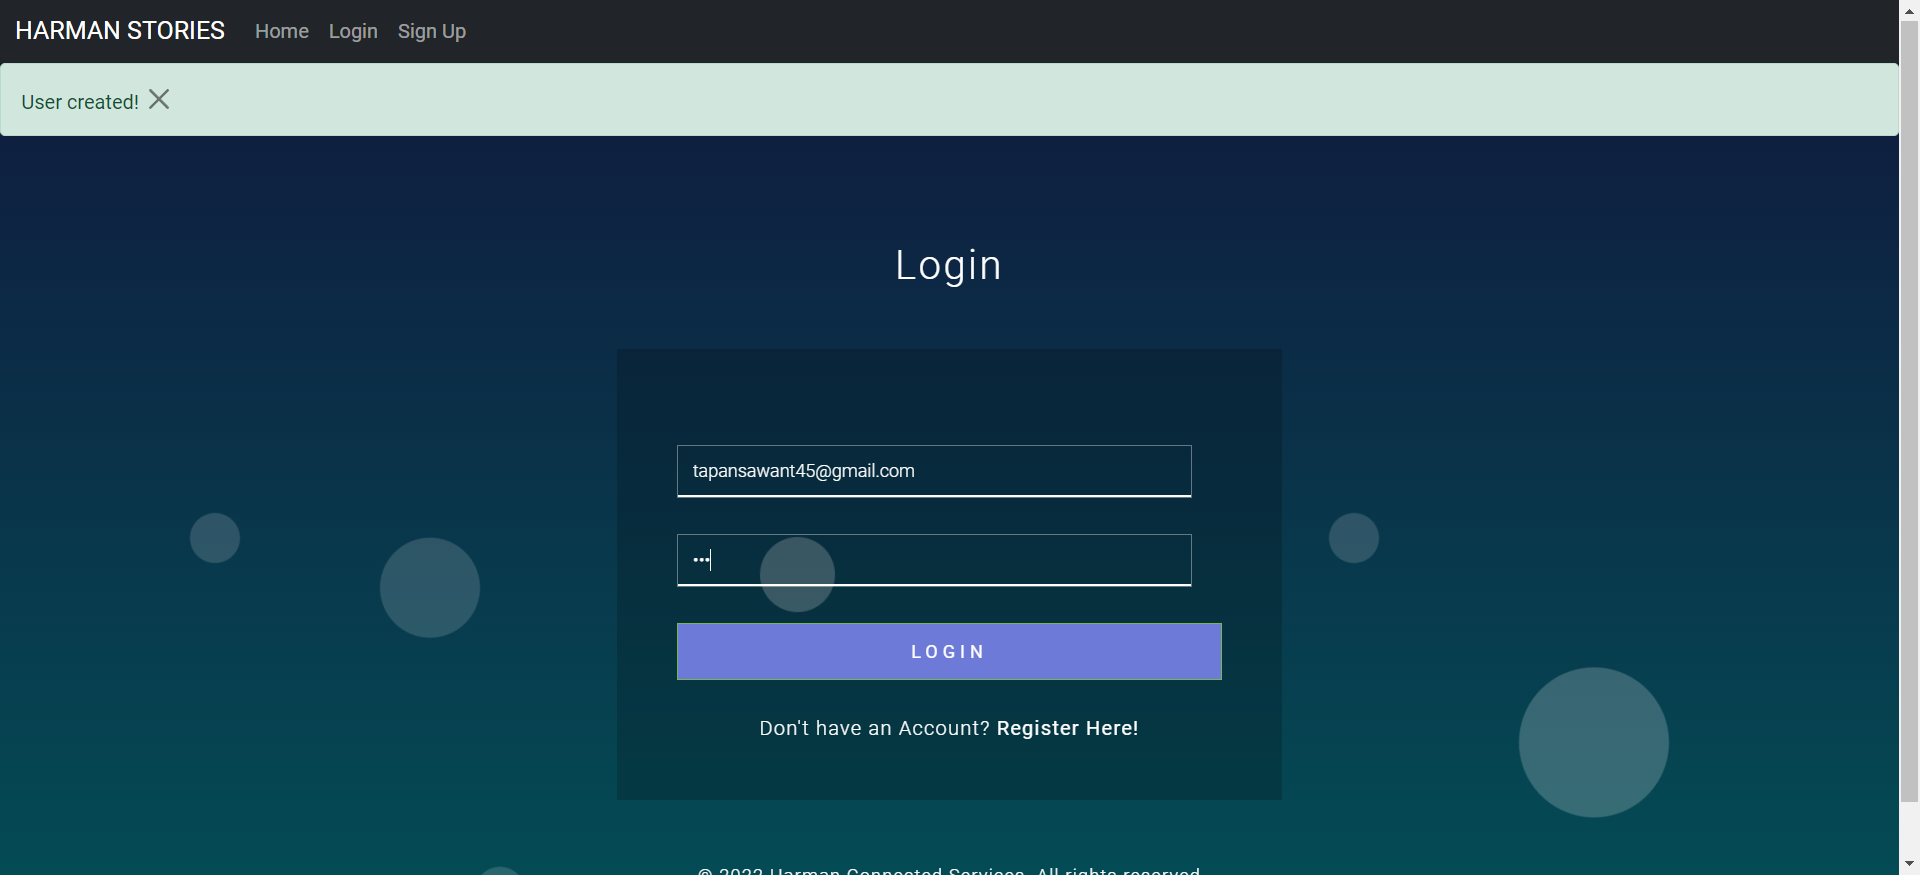 HARMAN STORIES Home Login Sign Up
User created!
Login
tapansawant45@gmail.com
•••
LOGIN
Don't have an Account? Register Here!
Harman Connected Services. All rights reserved